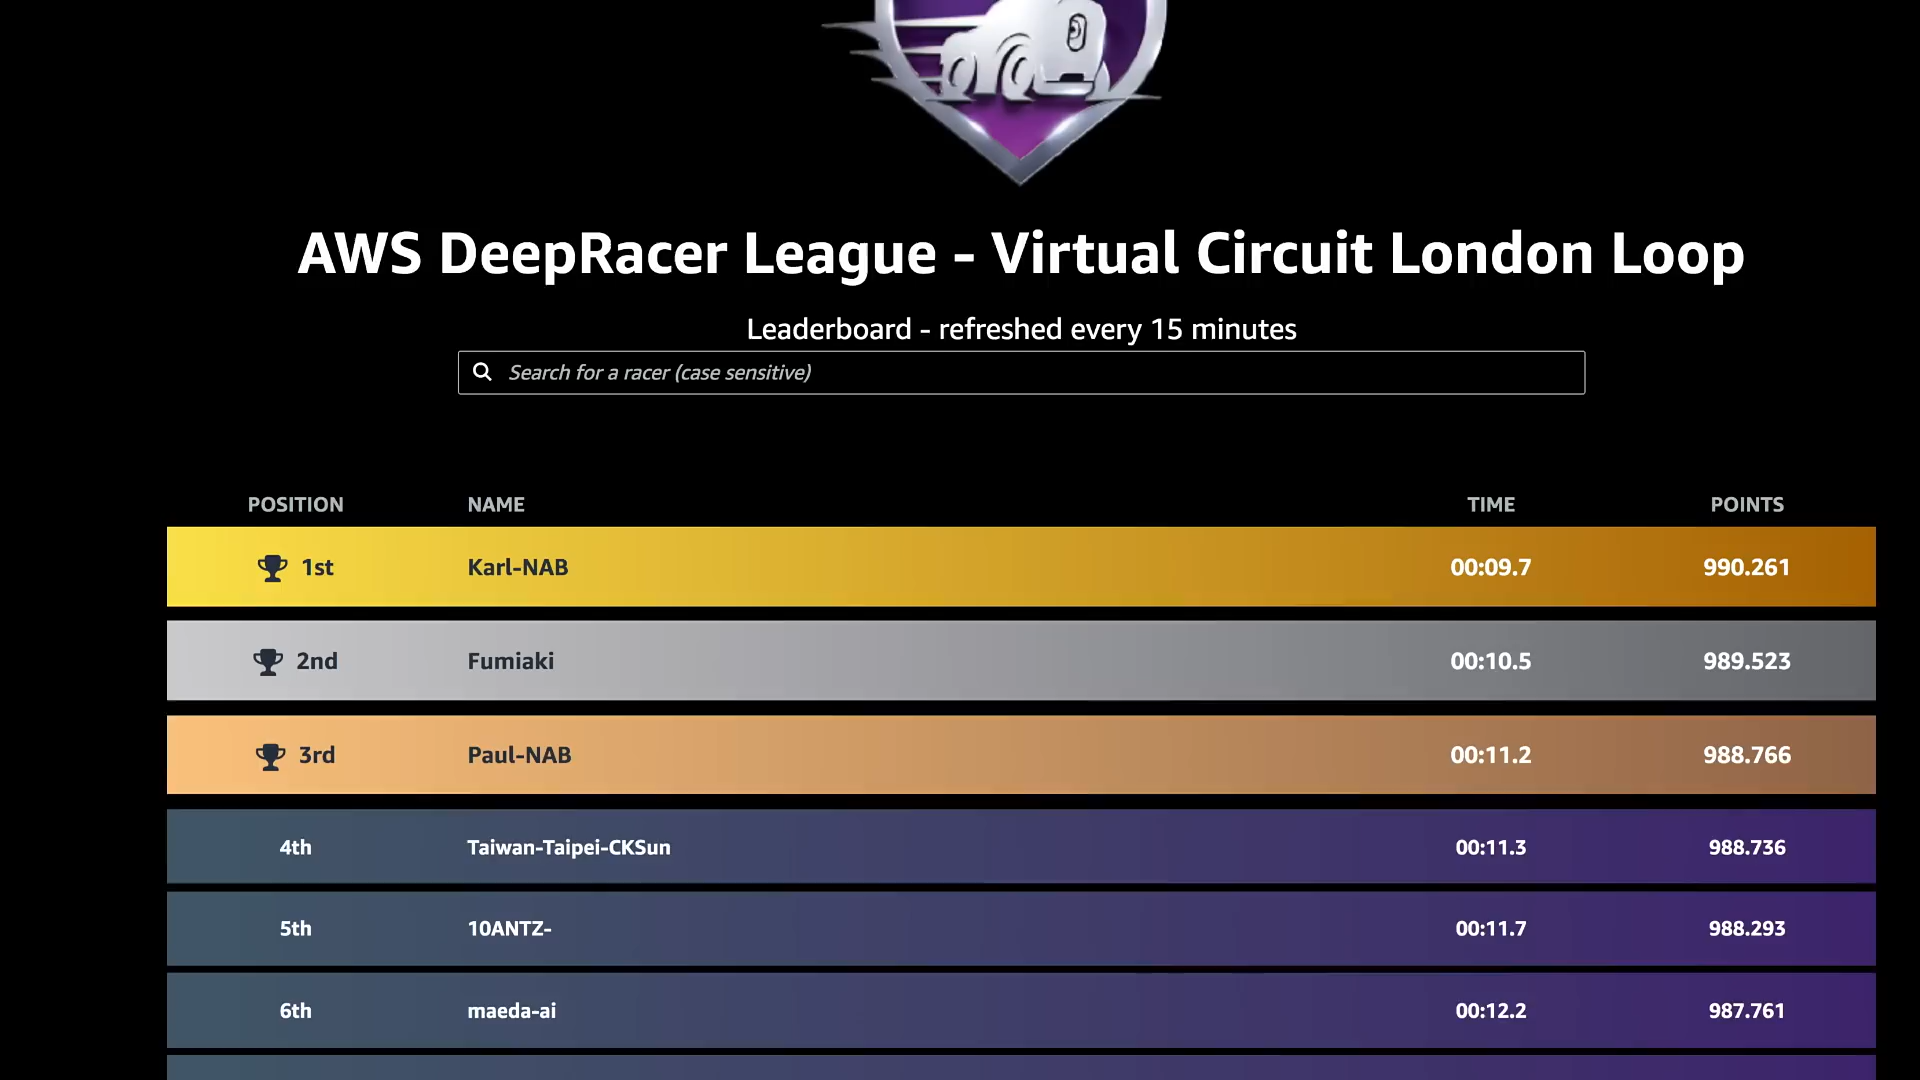 AWS DeepRacer League - Virtual Circuit London Loop
Leaderboard - refreshed every 15 minutes
Search for a racer (case sensitive)
POSITION NAME TIME POINTS
1st Karl-NAB 00:09.7 990.261
2nd Fumiaki 00:10.5 989.523
3rd Paul-NAB 00:11.2 988.766
4th Taiwan-Taipei-CKSun 00:11.3 988.736
5th 10ANTZ- 00:11.7 988.293
6th maeda-ai 00:12.2 987.761